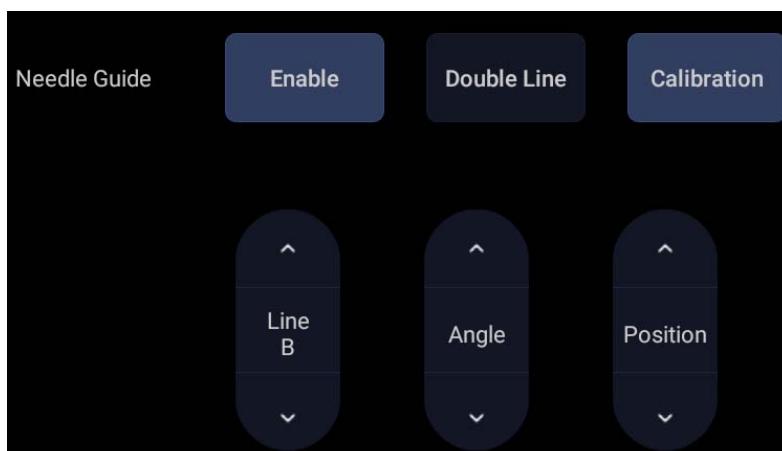 Needle Guide
Enable
Double Line
Calibration
Line
B
Angle
Position